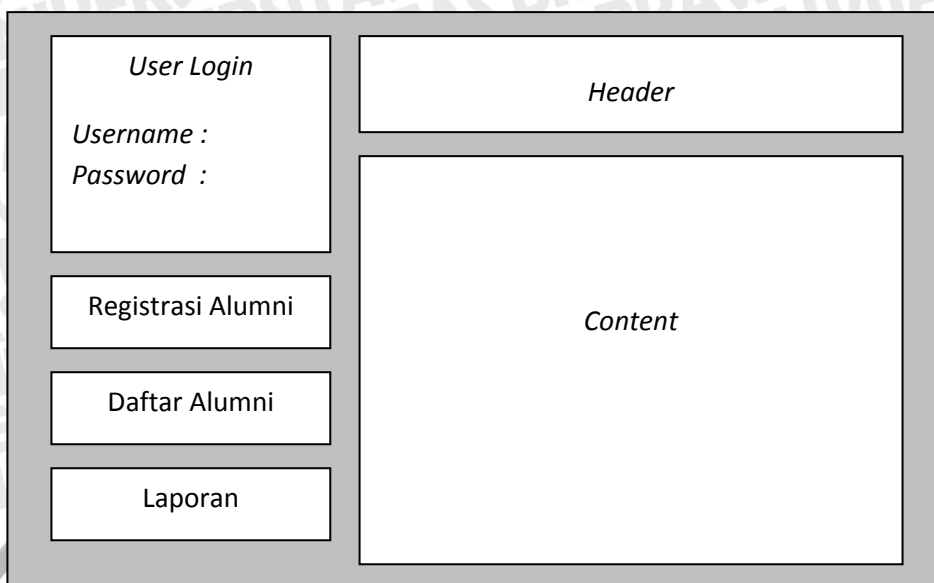 User Login
Username :
Password :
Registrasi Alumni
Daftar Alumni
Laporan
Header
Content